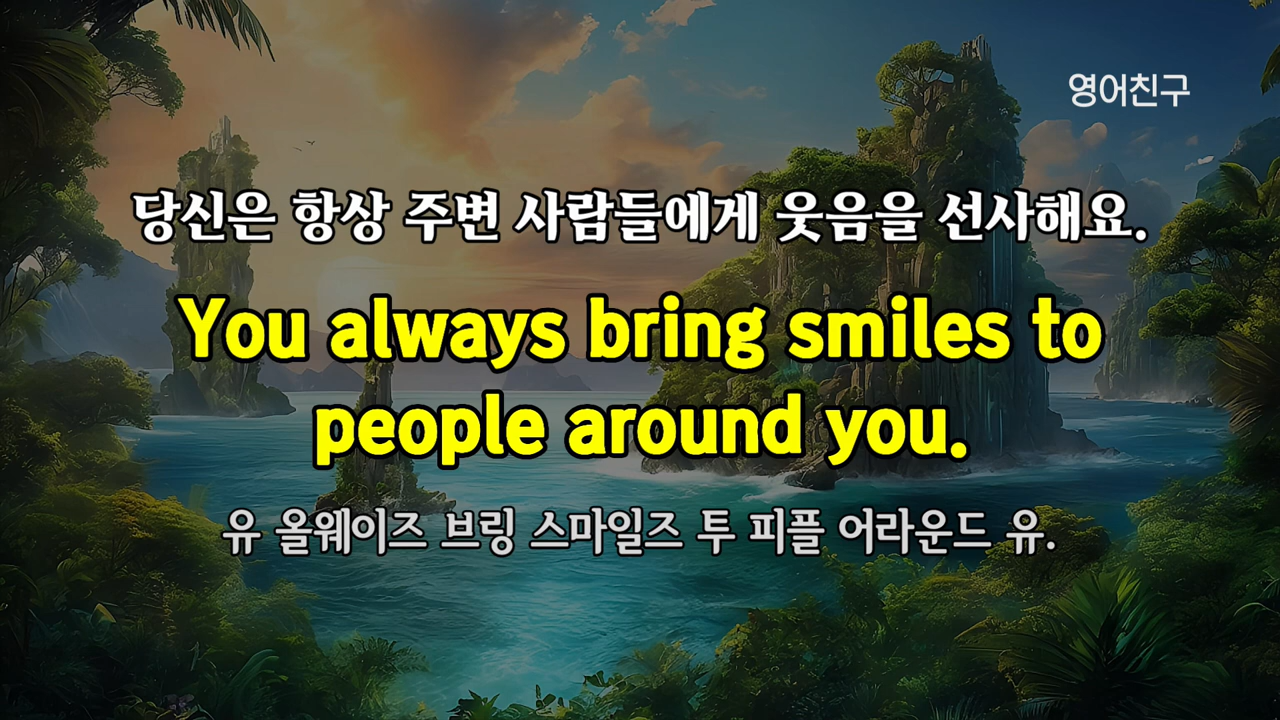 영어친구
당신은 항상 주변 사람들에게 웃음을 선사해요.
You always bring smiles to
people around you.
유 올웨이즈 브링 스마일즈 투 피플 어라운드 유.